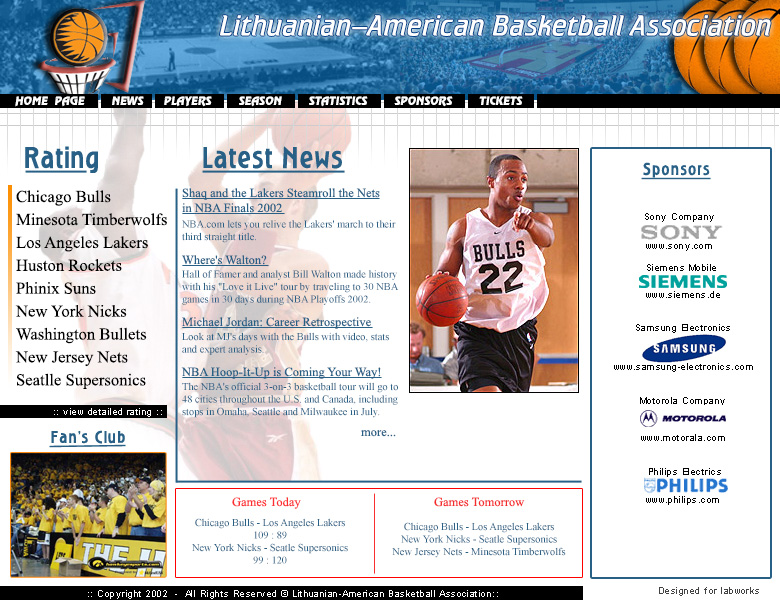 Lithuanian-American Basketball Association
HOME PAGE NEWS PLAYERS SEASON STATISTICS SPONSORS TICKETS
Rating
Chicago Bulls
Minesota Timberwolfs
Los Angeles Lakers
Huston Rockets
Phinix Suns
New York Nicks
Washington Bullets
New Jersey Nets
Seatlle Supersonics
:: view detailed rating ::
Fan's Club
THE H
hawkeyesports.com
Latest News
Shaq and the Lakers Steamroll the Nets
in NBA Finals 2002
NBA.com lets you relive the Lakers' march to their
third straight title.
Where's Walton?
Hall of Famer and analyst Bill Walton made history
with his "Love it Live" tour by traveling to 30 NBA
games in 30 days during NBA Playoffs 2002.
Michael Jordan: Career Retrospective
Look at MJ's days with the Bulls with video, stats
and expert analysis.
NBA Hoop-It-Up is Coming Your Way!
The NBA's official 3-on-3 basketball tour will go to
48 cities throughout the U.S. and Canada, including
stops in Omaha, Seattle and Milwaukee in July.
more...
BULLS
22
Games Today
Chicago Bulls - Los Angeles Lakers
109 : 89
New York Nicks - Seatle Supersonics
99 : 120
Games Tomorrow
Chicago Bulls - Los Angeles Lakers
New York Nicks - Seatle Supersonics
New Jersey Nets - Minesota Timberwolfs
Sponsors
Sony Company
SONY
www.sony.com
Siemens Mobile
SIEMENS
www.siemens.de
Samsung Electronics
SAMSUNG
www.samsung-electronics.com
Motorola Company
MOTOROLA
www.motorala.com
Philips Electrics
PHILIPS
www.philips.com
:: Copyright 2002 - All Rights Reserved @ Lithuanian-American Basketball Association::
Designed for labworks